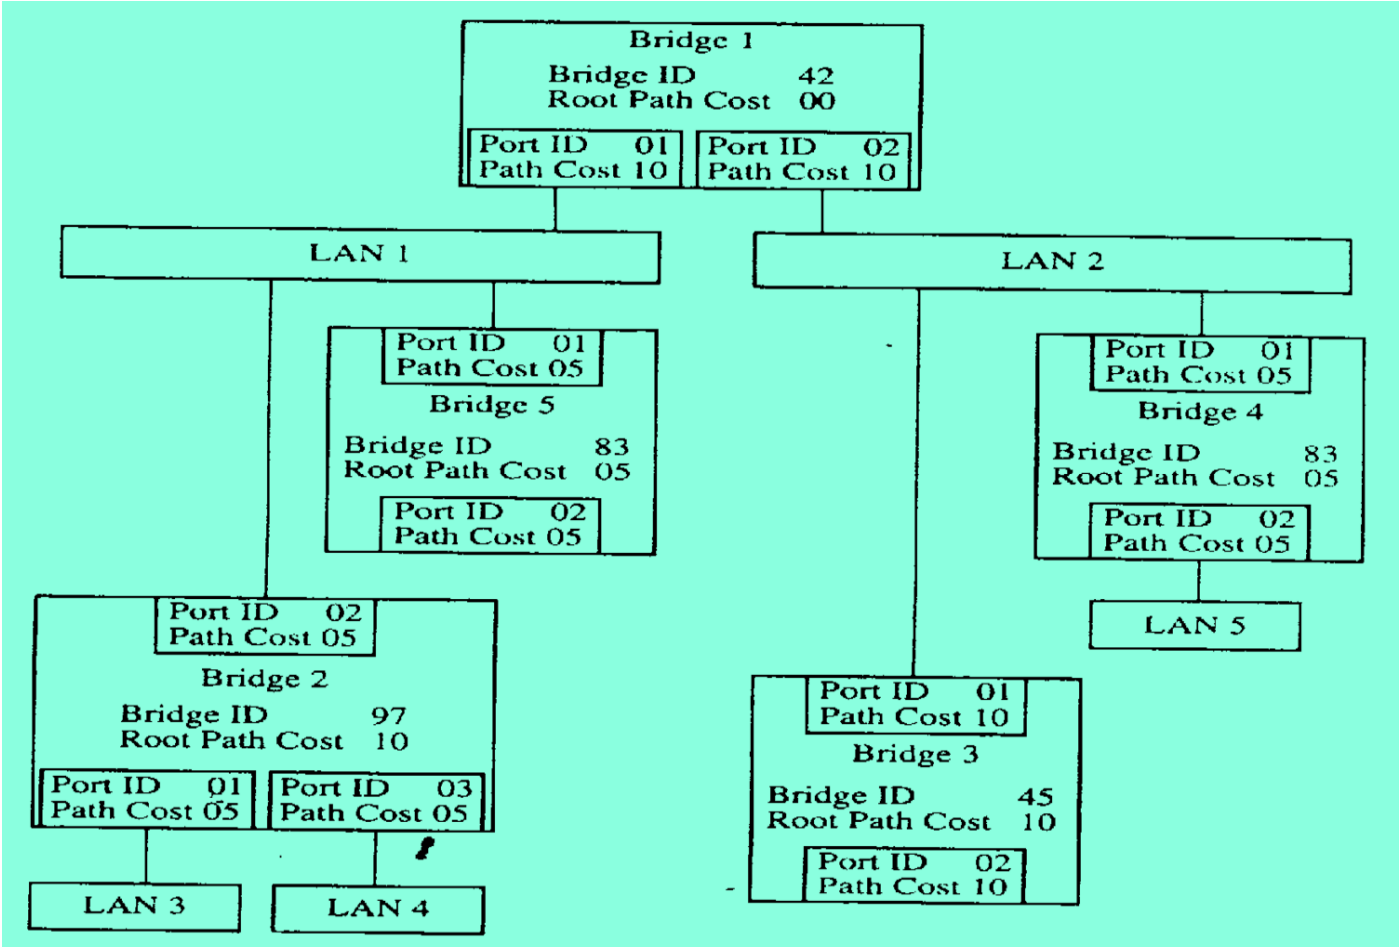 Bridge 1
Bridge ID 42
Root Path Cost 00
Port ID 01
Path Cost 10
Port ID 02
Path Cost 10
LAN 1
LAN 2
Port ID 01
Path Cost 05
Bridge 5
Bridge ID 83
Root Path Cost 05
Port ID 02
Path Cost 05
Port ID 01
Path Cost 05
Bridge 4
Bridge ID 83
Root Path Cost 05
Port ID 02
Path Cost 05
LAN 5
Port ID 02
Path Cost 05
Bridge 2
Bridge ID 97
Root Path Cost 10
Port ID 01
Path Cost 05
Port ID 03
Path Cost 05
LAN 3
LAN 4
Port ID 01
Path Cost 10
Bridge 3
Bridge ID 45
Root Path Cost 10
Port ID 02
Path Cost 10